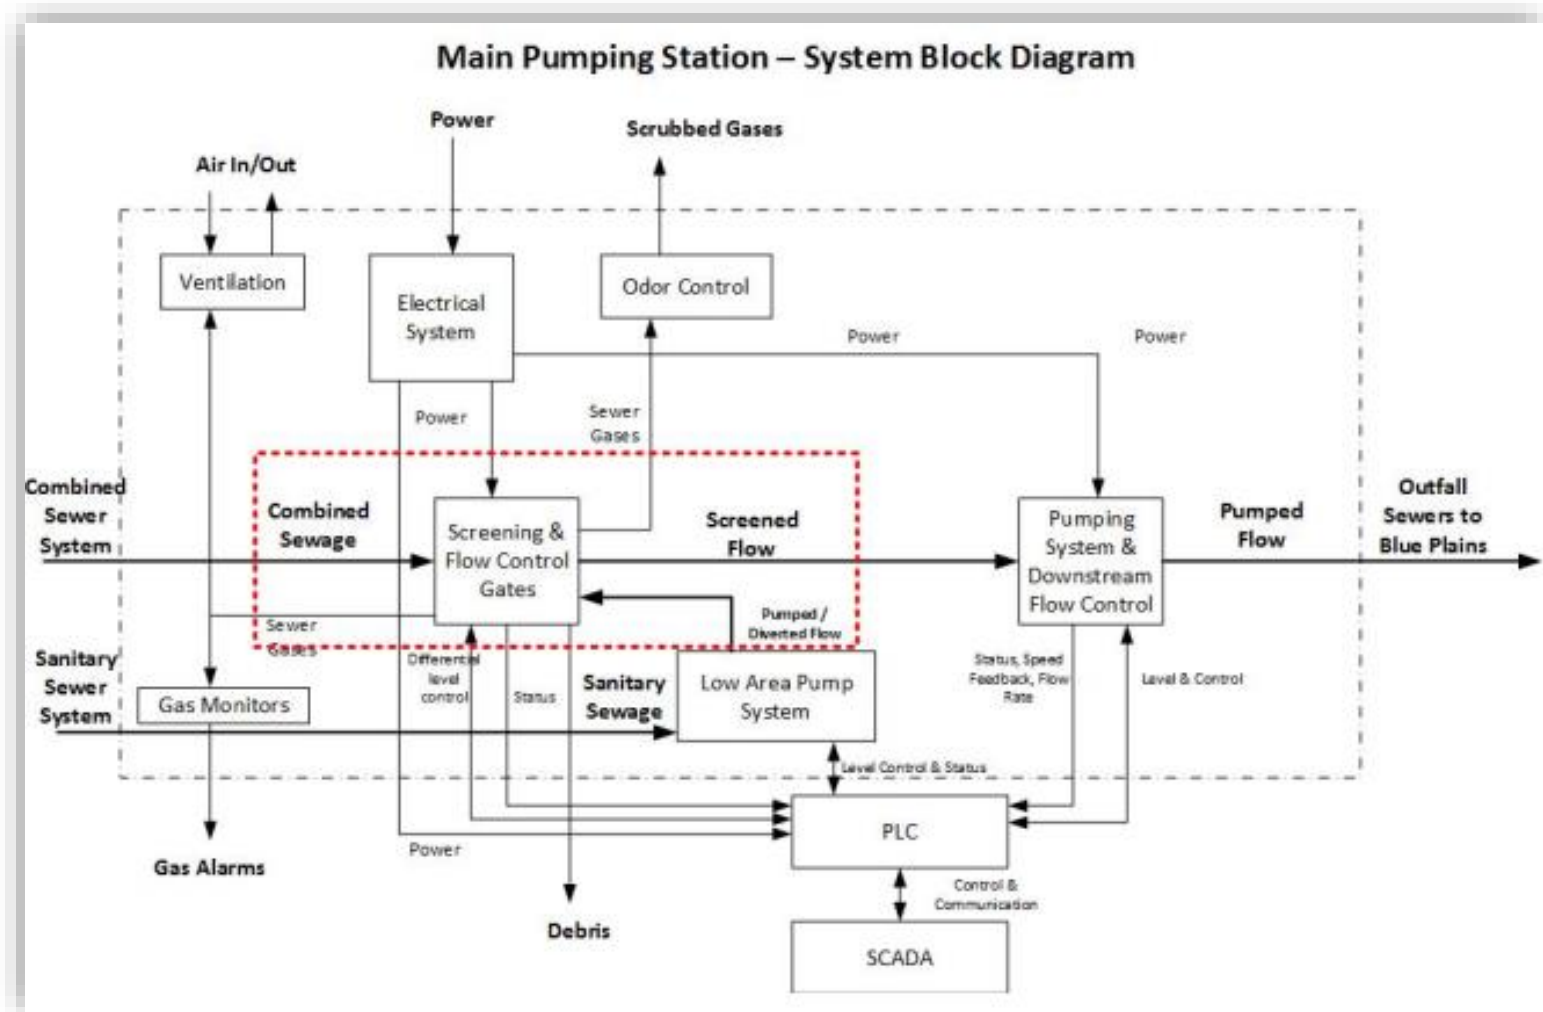 Main Pumping Station – System Block Diagram
Power
Scrubbed Gases
Air In/Out
Ventilation
Electrical
System
Odor Control
Power
Power
Power
Sewer
Gases
Combined
Sewer
System
Combined
Sewage
Screening &
Flow Control
Gates
Screened
Flow
Pumping
System &
Downstream
Flow Control
Pumped
Flow
Outfall
Sewers to
Blue Plains
Sewer
Gases
Pumped /
Diverted Flow
Sanitary
Sewer
System
Gas Monitors
Differential
level
control
Status
Sanitary
Sewage
Low Area Pump
System
Status, Speed
Feedback, Flow
Rate
Level & Control
Level Control & Status
PLC
Power
Gas Alarms
Debris
Control &
Communication
SCADA